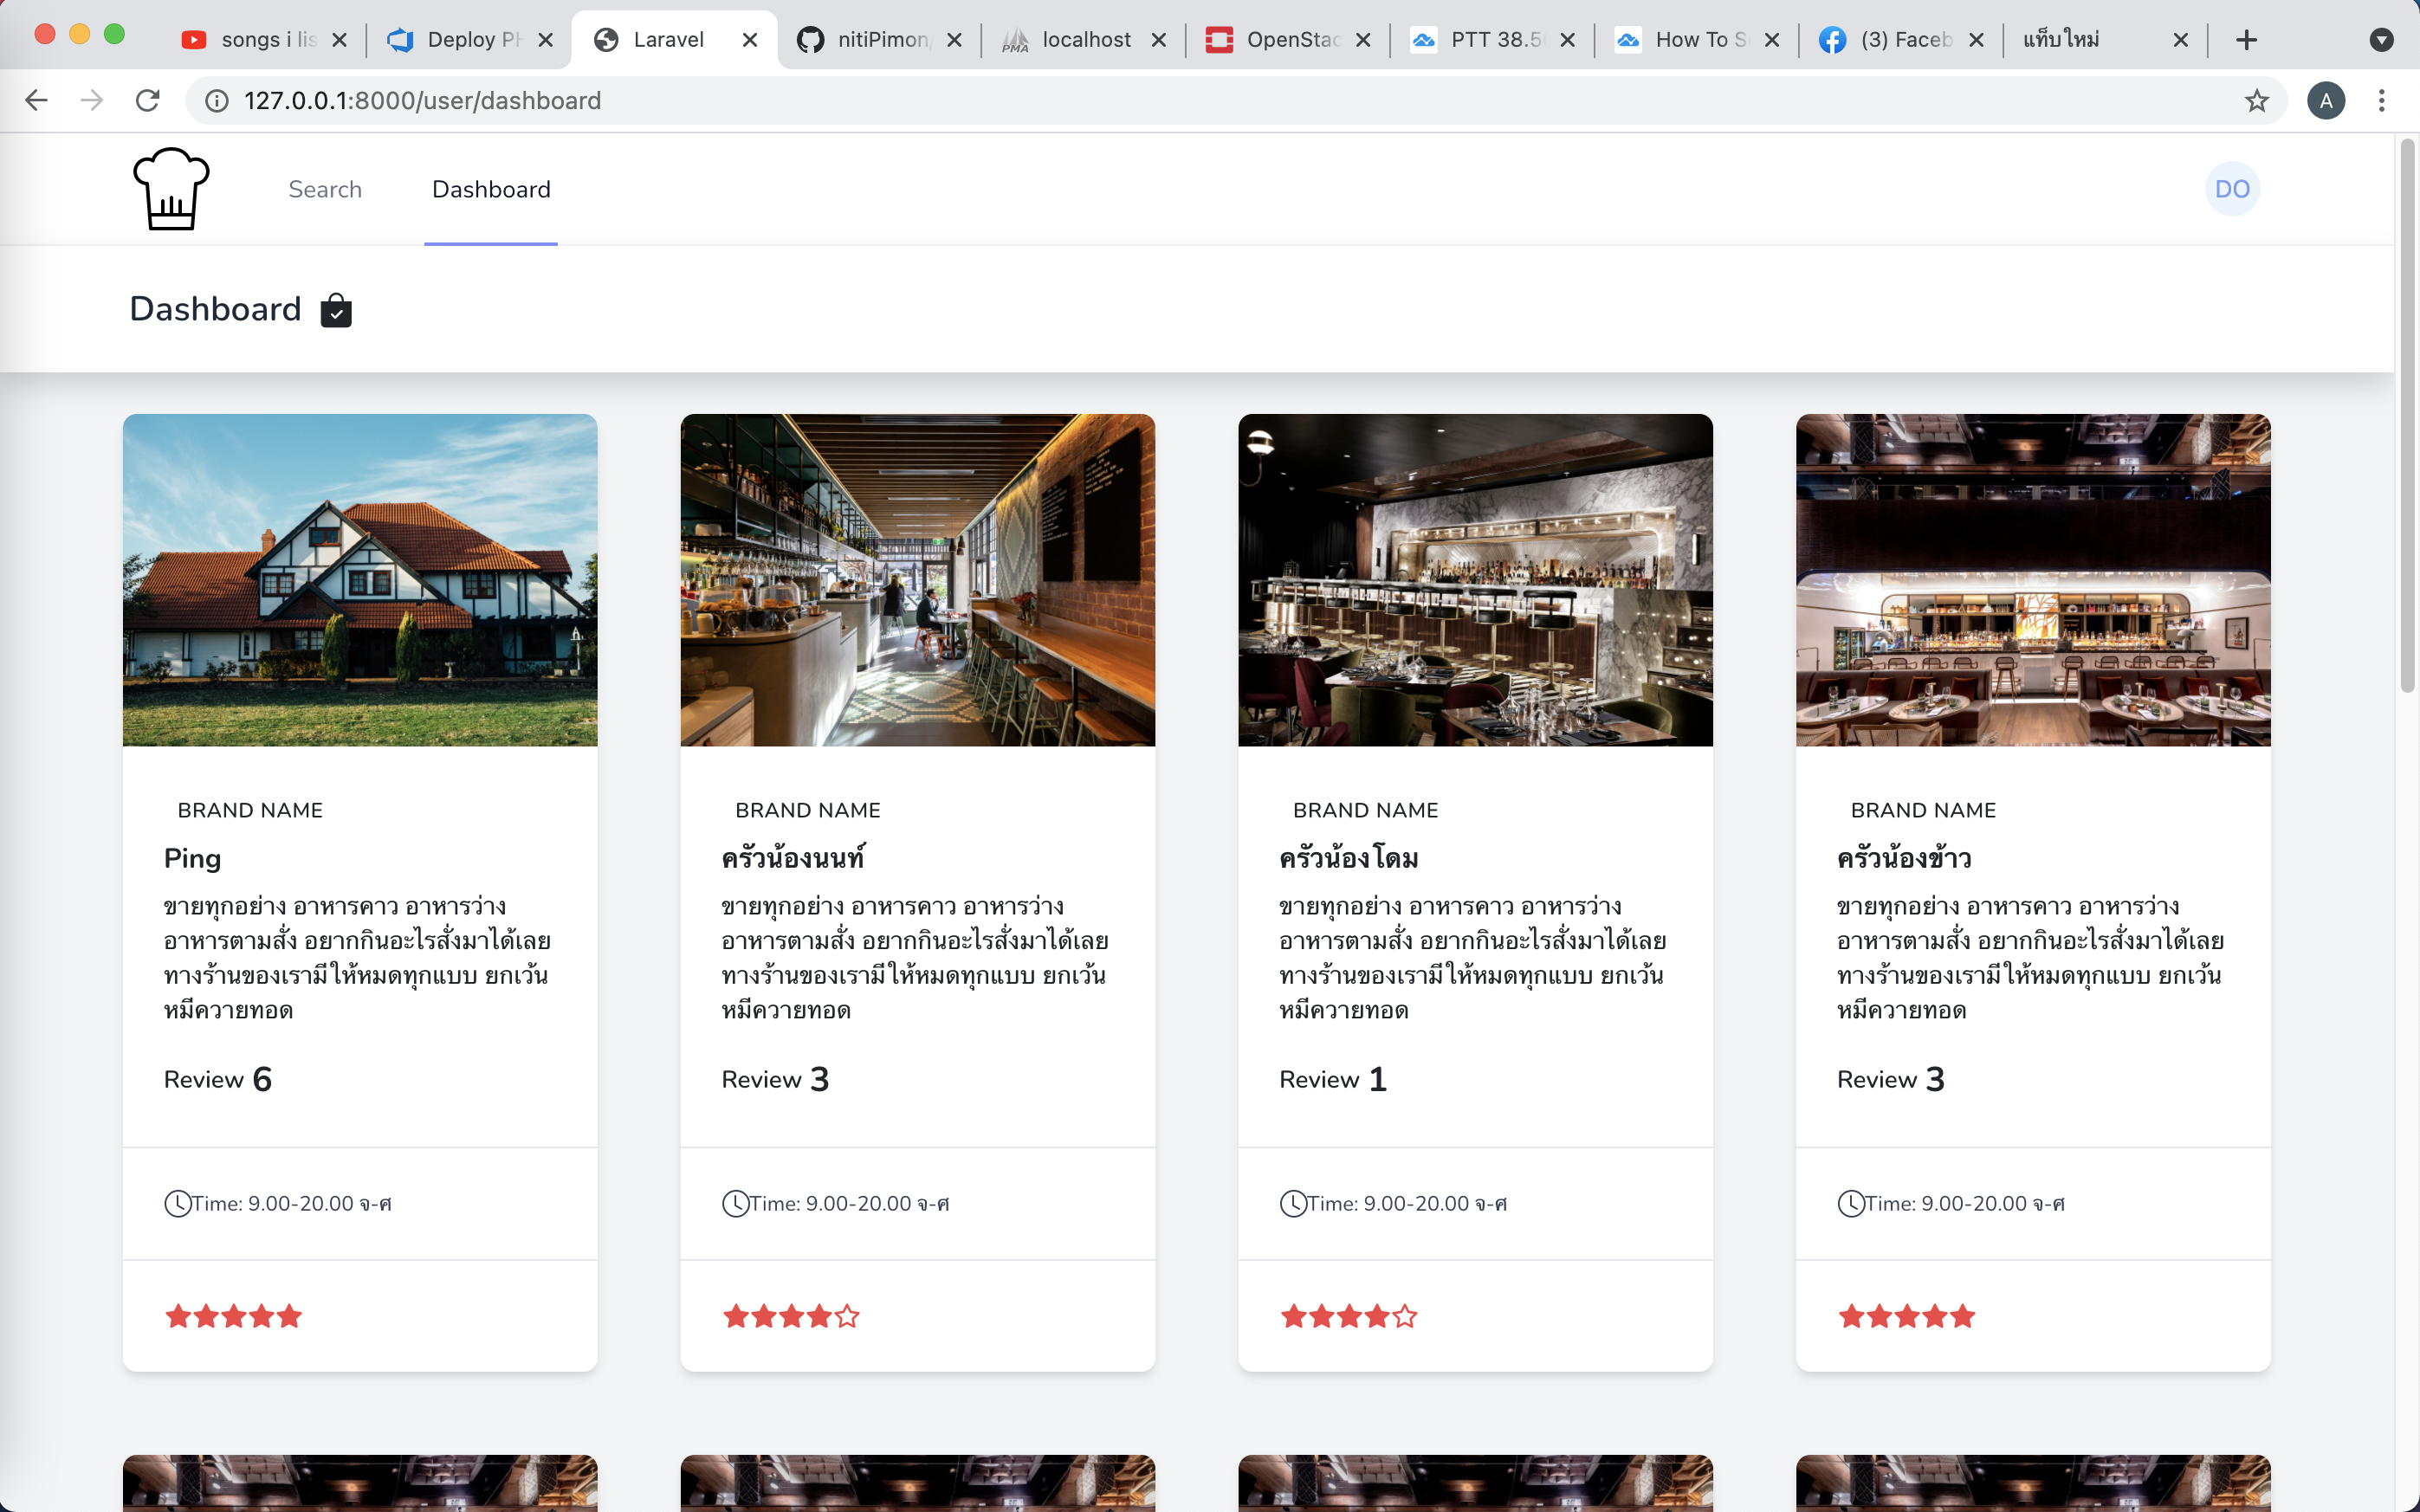 songs i lis
Deploy PH
Laravel
nitiPimon/
localhost
OpenStac
PTT 38.5
How To S
(3) Faceb
แท็บใหม่
127.0.0.1:8000/user/dashboard
A
Search
Dashboard
DO
Dashboard
BRAND NAME
Ping
ขายทุกอย่าง อาหารคาว อาหารว่าง
อาหารตามสั่ง อยากกินอะไรสั่งมาได้เลย
ทางร้านของเรามีให้หมดทุกแบบ ยกเว้น
หมีควายทอด
Review 6
Time: 9.00-20.00 จ-ศ
BRAND NAME
ครัวน้องนนท์
ขายทุกอย่าง อาหารคาว อาหารว่าง
อาหารตามสั่ง อยากกินอะไรสั่งมาได้เลย
ทางร้านของเรามีให้หมดทุกแบบ ยกเว้น
หมีควายทอด
Review 3
Time: 9.00-20.00 จ-ศ
BRAND NAME
ครัวน้องโดม
ขายทุกอย่าง อาหารคาว อาหารว่าง
อาหารตามสั่ง อยากกินอะไรสั่งมาได้เลย
ทางร้านของเรามีให้หมดทุกแบบ ยกเว้น
หมีควายทอด
Review 1
Time: 9.00-20.00 จ-ศ
BRAND NAME
ครัวน้องข้าว
ขายทุกอย่าง อาหารคาว อาหารว่าง
อาหารตามสั่ง อยากกินอะไรสั่งมาได้เลย
ทางร้านของเรามีให้หมดทุกแบบ ยกเว้น
หมีควายทอด
Review 3
Time: 9.00-20.00 จ-ศ